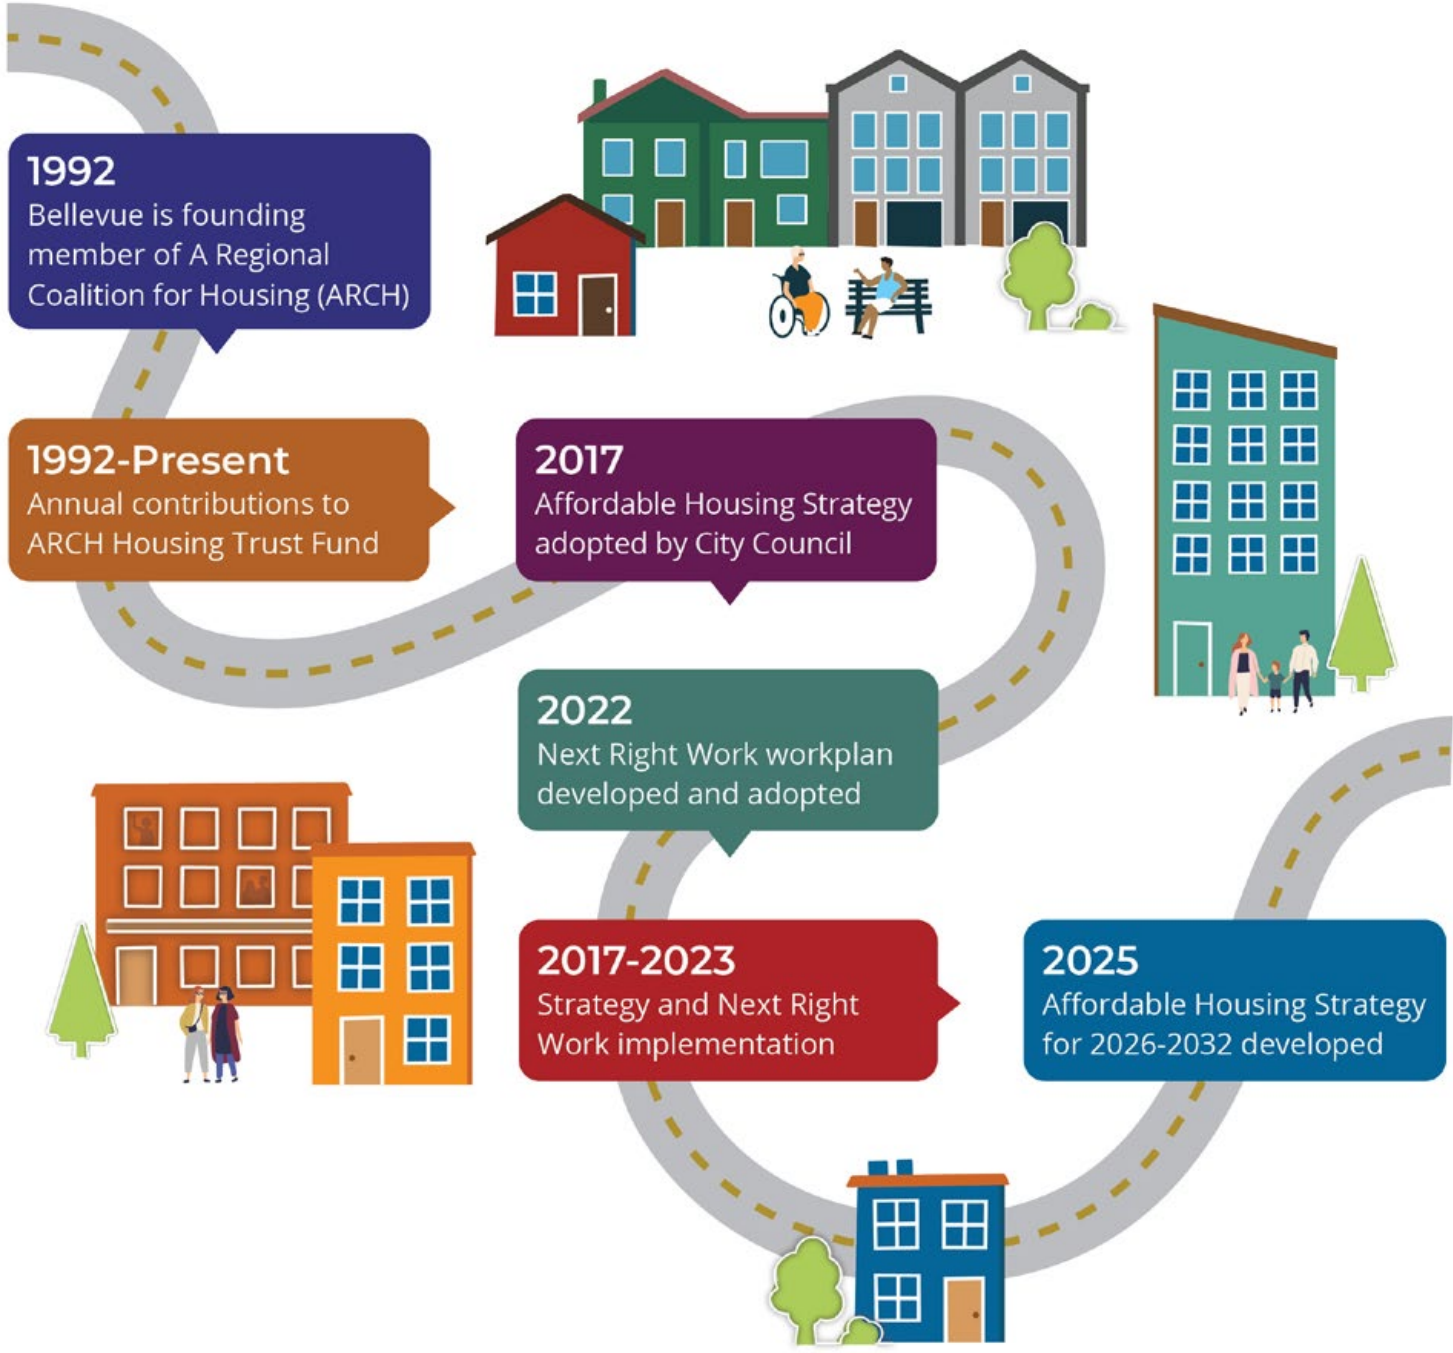 1992
Bellevue is founding
member of A Regional
Coalition for Housing (ARCH)
1992-Present
Annual contributions to
ARCH Housing Trust Fund
2017
Affordable Housing Strategy
adopted by City Council
2022
Next Right Work workplan
developed and adopted
2017-2023
Strategy and Next Right
Work implementation
2025
Affordable Housing Strategy
for 2026-2032 developed